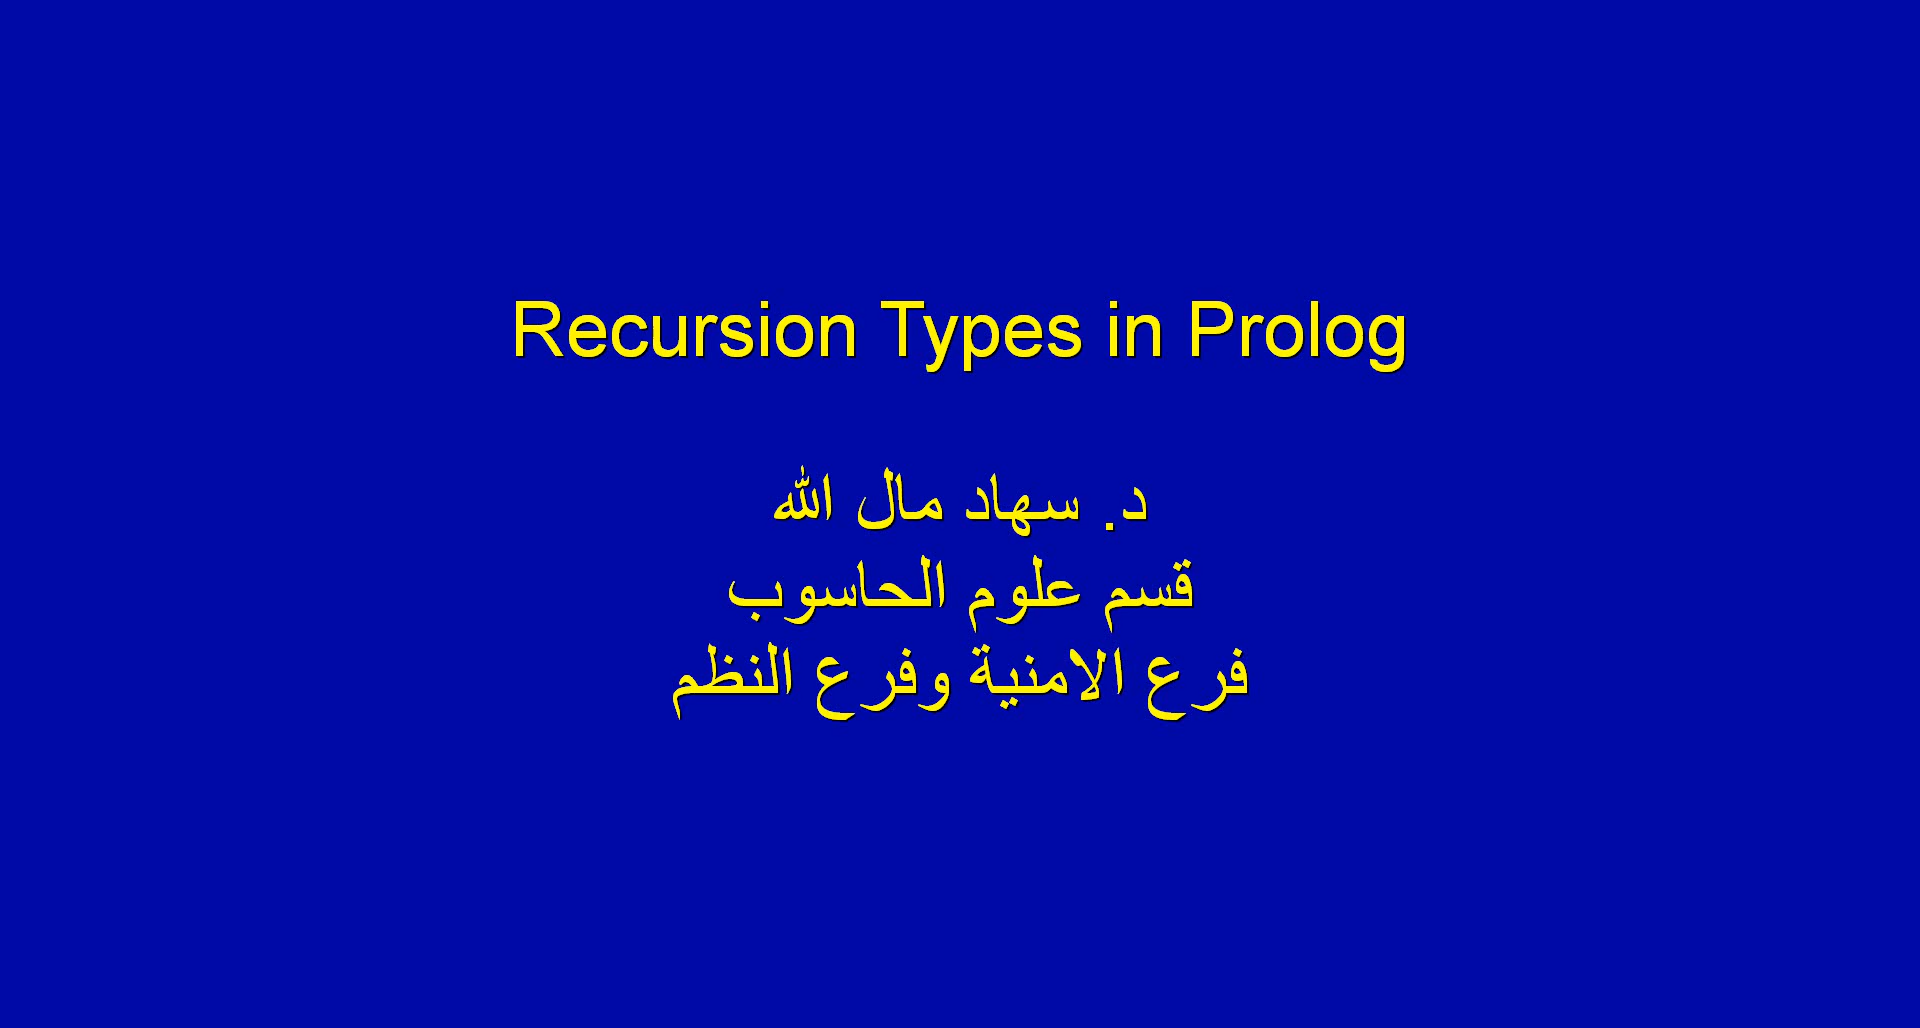 Recursion Types in Prolog
د. سهاد مال الله
قسم علوم الحاسوب
فرع الامنية وفرع النظم